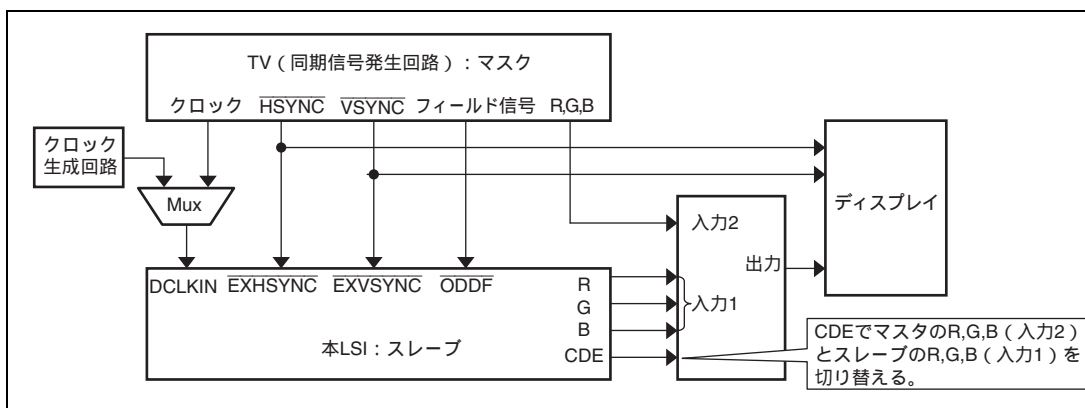 TV（同期信号発生回路）：マスク
クロック HSYNC VSYNC フィールド信号 R,G,B
クロック
生成回路
Mux
ディスプレイ
入力2
出力
DCLKIN EXHSYNC EXVSYNC ODDF
R
G
B
CDE
入力1
本LSI：スレーブ
CDEでマスタのR,G,B（入力2）
とスレーブのR,G,B（入力1）を
切り替える。